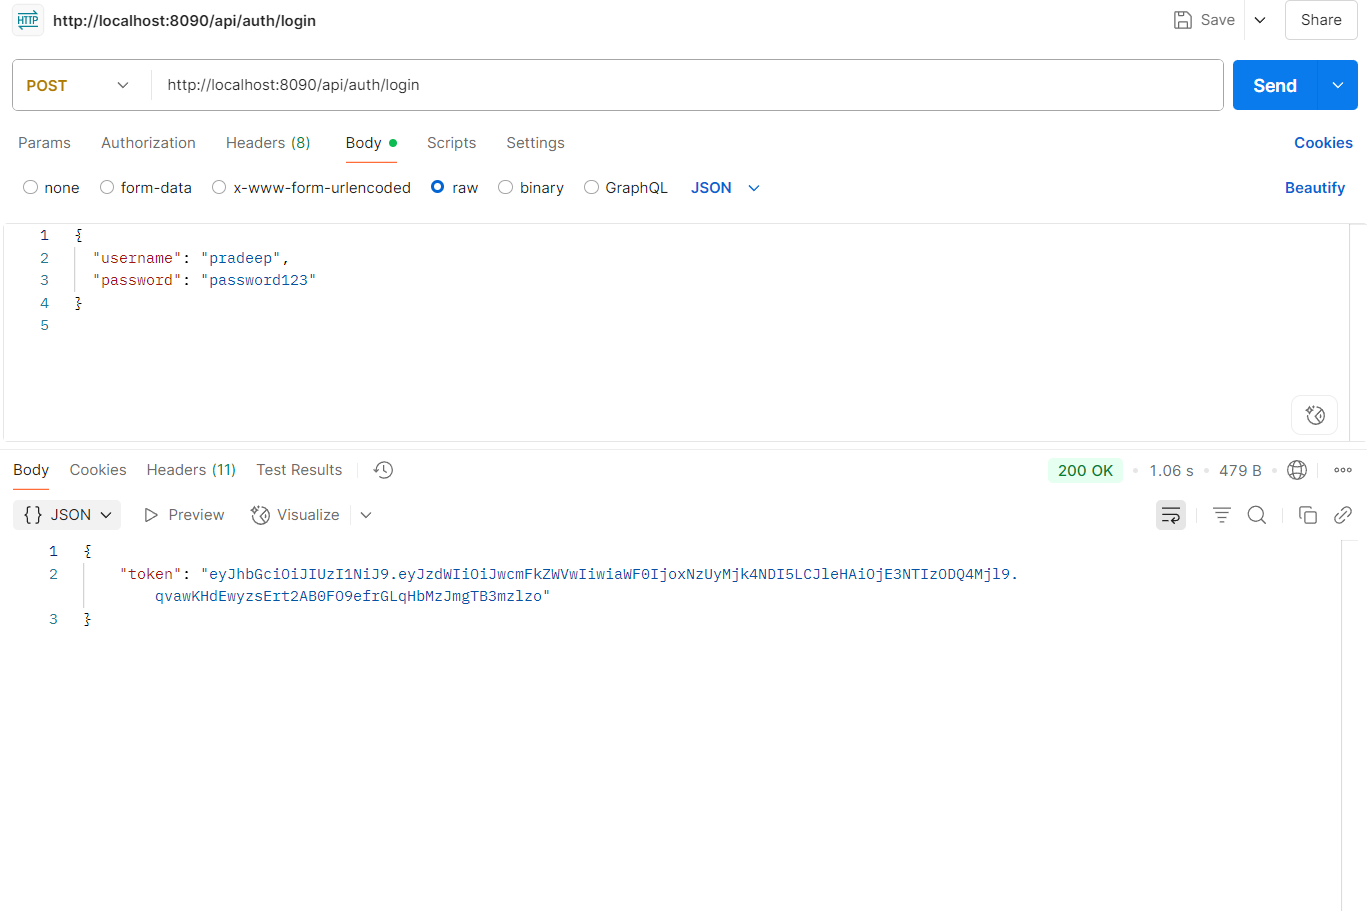 HTTP http://localhost:8090/api/auth/login Save Share
POST http://localhost:8090/api/auth/login Send
Params Authorization Headers (8) Body Scripts Settings Cookies
none form-data x-www-form-urlencoded raw binary GraphQL JSON Beautify
1 {
2 "username": "pradeep",
3 "password": "password123"
4 }
5
Body Cookies Headers (11) Test Results 200 OK 1.06 s 479 B
{} JSON Preview Visualize
1 {
2 "token": "eyJhbGciOiJIUzI1NiJ9.eyJzdWIiOiJwcmFkZWVwIiwiaWF0IjoxNzUyMjk4NDI5LCJleHAiOjE3NTIzODQ4Mjl9.
qvawKHdEwyzsErt2AB0FO9efrGLqHbMzJmgTB3mzlzo"
3 }